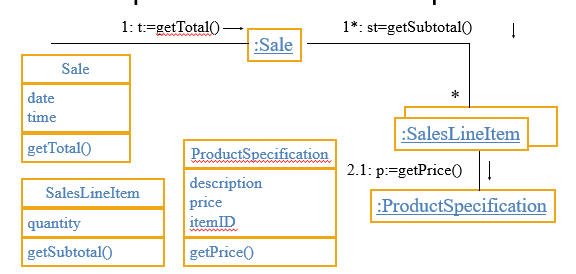 1: t:=getTotal()
1*: st=getSubtotal()
:Sale
Sale
date
time
getTotal()
*
:SalesLineItem
2.1: p:=getPrice()
:ProductSpecification
ProductSpecification
description
price
itemID
getPrice()
SalesLineItem
quantity
getSubtotal()